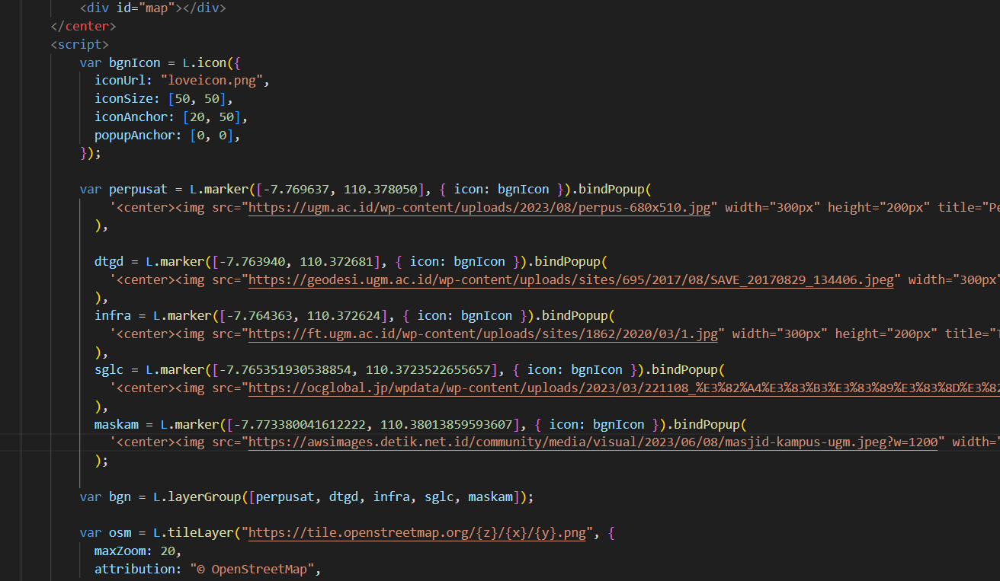 <div id="map"></div>
</center>
<script>
var bgnIcon = L.icon({
iconUrl: "loveicon.png",
iconSize: [50, 50],
iconAnchor: [20, 50],
popupAnchor: [0, 0],
});
var perpusat = L.marker([-7.769637, 110.378050], { icon: bgnIcon }).bindPopup(
'<center><img src="https://ugm.ac.id/wp-content/uploads/2023/08/perpus-680x510.jpg" width="300px" height="200px" title="Pe
),
dtgd = L.marker([-7.763940, 110.372681], { icon: bgnIcon }).bindPopup(
'<center><img src="https://geodesi.ugm.ac.id/wp-content/uploads/sites/695/2017/08/SAVE_20170829_134406.jpeg" width="300px"
),
infra = L.marker([-7.764363, 110.372624], { icon: bgnIcon }).bindPopup(
'<center><img src="https://ft.ugm.ac.id/wp-content/uploads/sites/1862/2020/03/1.jpg" width="300px" height="200px" title="T
),
sglc = L.marker([-7.765351930538854, 110.3723522655657], { icon: bgnIcon }).bindPopup(
'<center><img src="https://ocglobal.jp/wpdata/wp-content/uploads/2023/03/221108_%E3%82%A4%E3%83%B3%E3%83%89%E3%83%8D%E3%82
),
maskam = L.marker([-7.773380041612222, 110.38013859593607], { icon: bgnIcon }).bindPopup(
'<center><img src="https://awsimages.detik.net.id/community/media/visual/2023/06/08/masjid-kampus-ugm.jpeg?w=1200" width="
);
var bgn = L.layerGroup([perpusat, dtgd, infra, sglc, maskam]);
var osm = L.tileLayer("https://tile.openstreetmap.org/{z}/{x}/{y}.png", {
maxZoom: 20,
attribution: "© OpenStreetMap",